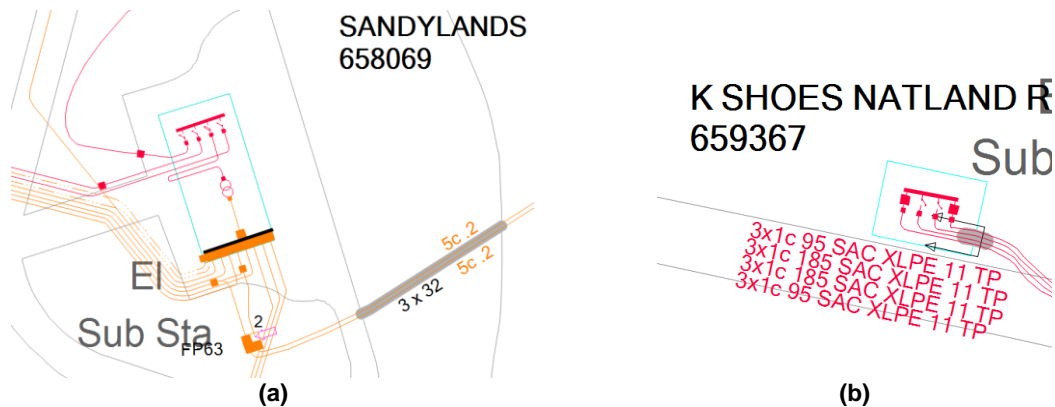 SANDYLANDS
658069
5c .2
5c .2
3 x 32
El
Sub Sta
2
FP63
(a)
K SHOES NATLAND R
659367
Sub
3x1c 95 SAC XLPE 11 TP
3x1c 185 SAC XLPE 11 TP
3x1c 185 SAC XLPE 11 TP
3x1c 95 SAC XLPE 11 TP
(b)